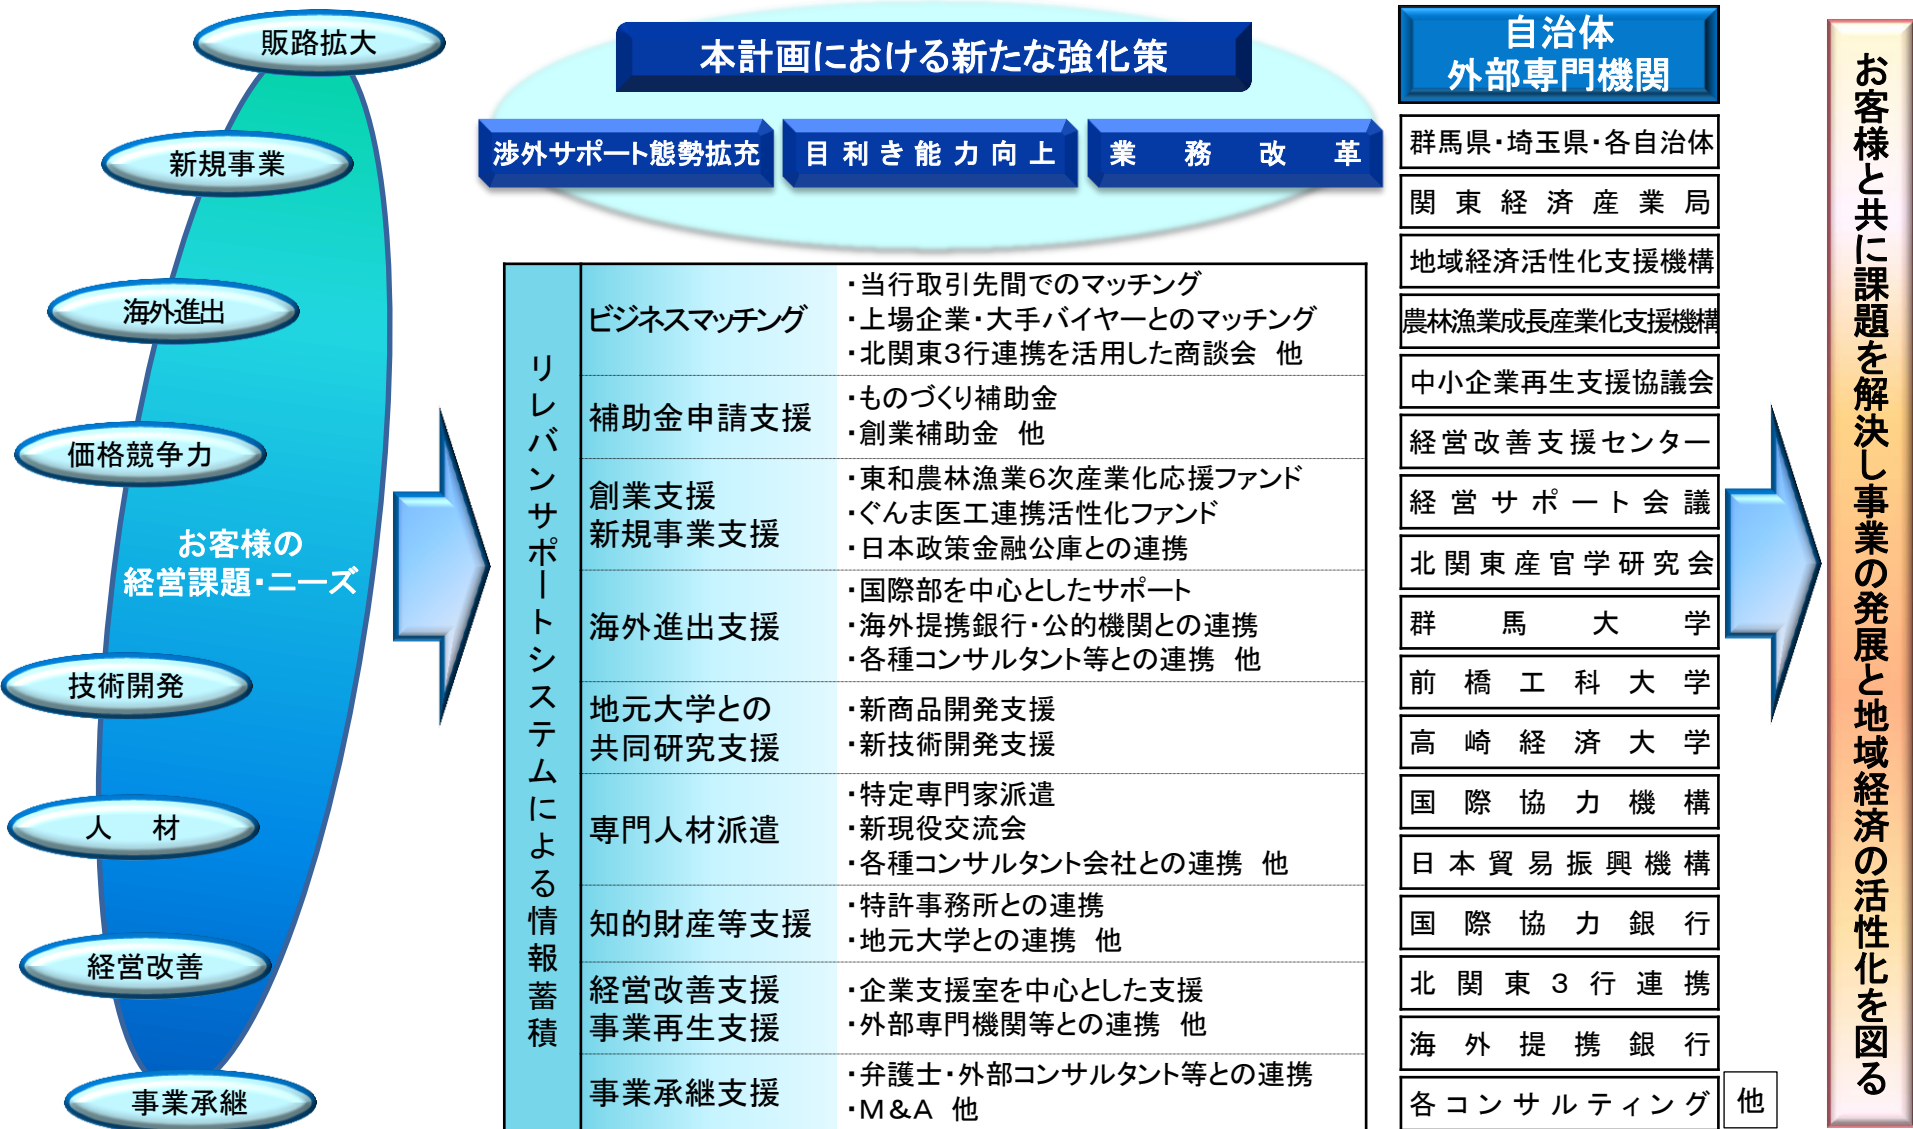 販路拡大
新規事業
海外進出
価格競争力
お客様の
経営課題・ニーズ
技術開発
人　材
経営改善
事業承継
本計画における新たな強化策
渉外サポート態勢拡充
目利き能力向上
業務改革
リレバンサポートシステムによる情報蓄積
ビジネスマッチング
・当行取引先間でのマッチング
・上場企業・大手バイヤーとのマッチング
・北関東３行連携を活用した商談会　他
補助金申請支援
・ものづくり補助金
・創業補助金　他
創業支援
新規事業支援
・東和農林漁業６次産業化応援ファンド
・ぐんま医工連携活性化ファンド
・日本政策金融公庫との連携
海外進出支援
・国際部を中心としたサポート
・海外提携銀行・公的機関との連携
・各種コンサルタント等との連携　他
地元大学との
共同研究支援
・新商品開発支援
・新技術開発支援
専門人材派遣
・特定専門家派遣
・新現役交流会
・各種コンサルタント会社との連携　他
知的財産等支援
・特許事務所との連携
・地元大学との連携　他
経営改善支援
事業再生支援
・企業支援室を中心とした支援
・外部専門機関等との連携　他
事業承継支援
・弁護士・外部コンサルタント等との連携
・Ｍ＆Ａ　他
自治体
外部専門機関
群馬県・埼玉県・各自治体
関東経済産業局
地域経済活性化支援機構
農林漁業成長産業化支援機構
中小企業再生支援協議会
経営改善支援センター
経営サポート会議
北関東産官学研究会
群馬大学
前橋工科大学
高崎経済大学
国際協力機構
日本貿易振興機構
国際協力銀行
北関東３行連携
海外提携銀行
各コンサルティング
他
お客様と共に課題を解決し事業の発展と地域経済の活性化を図る